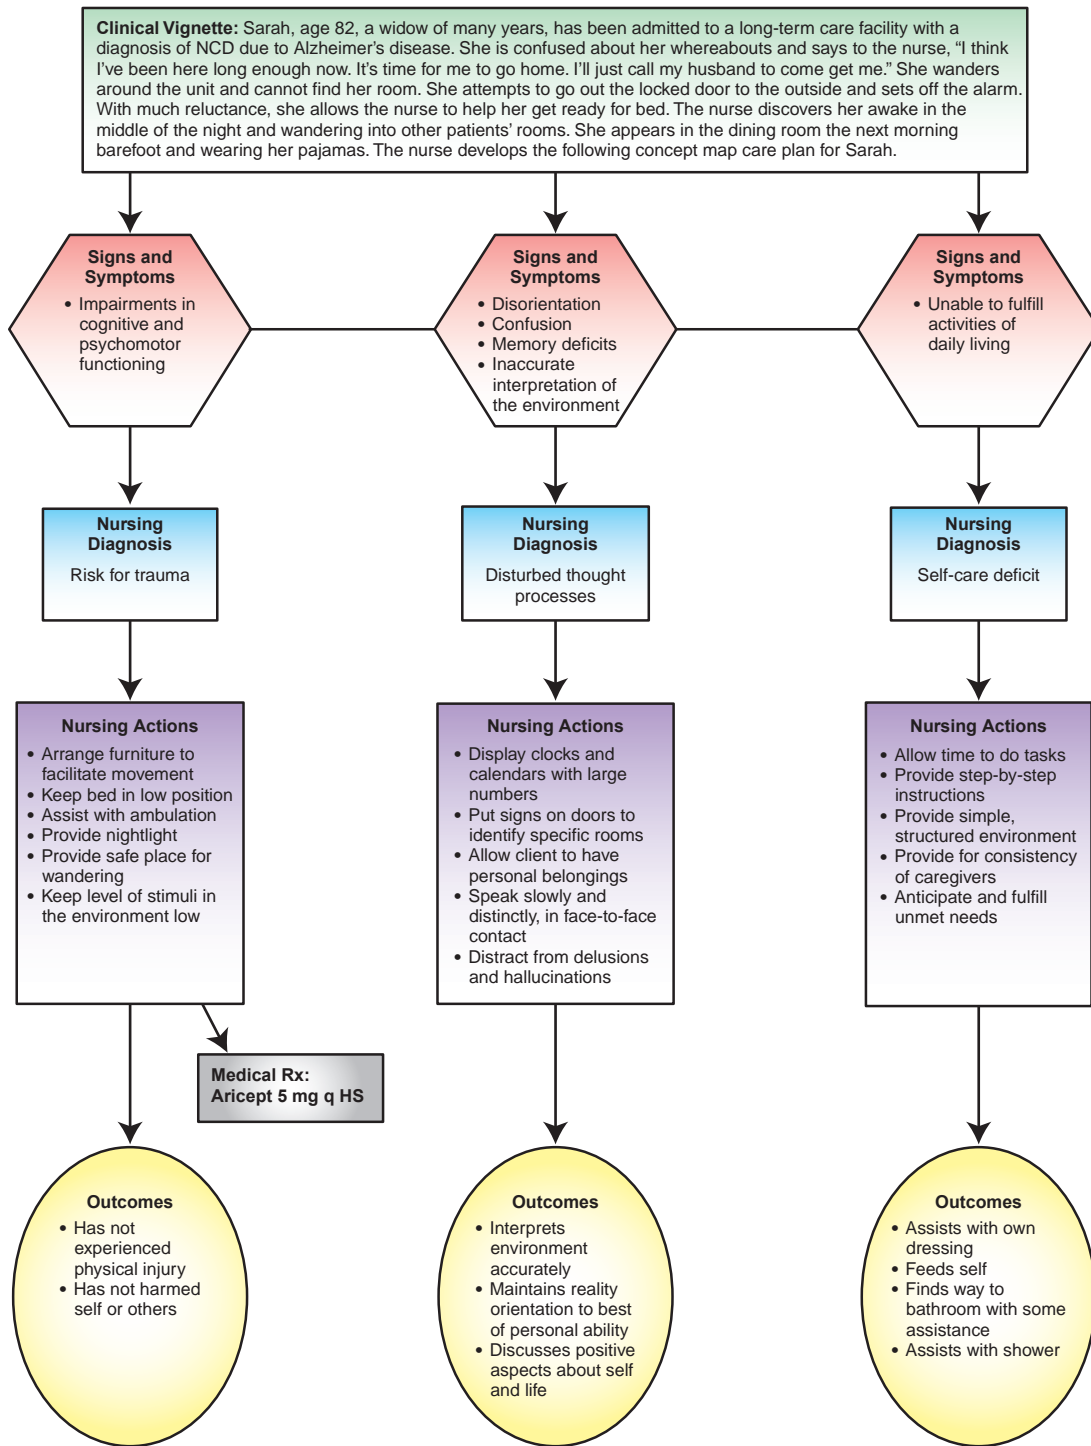 Clinical Vignette: Sarah, age 82, a widow of many years, has been admitted to a long-term care facility with a
diagnosis of NCD due to Alzheimer's disease. She is confused about her whereabouts and says to the nurse, “I think
I've been here long enough now. It's time for me to go home. I'll just call my husband to come get me.” She wanders
around the unit and cannot find her room. She attempts to go out the locked door to the outside and sets off the alarm.
With much reluctance, she allows the nurse to help her get ready for bed. The nurse discovers her awake in the
middle of the night and wandering into other patients' rooms. She appears in the dining room the next morning
barefoot and wearing her pajamas. The nurse develops the following concept map care plan for Sarah.
Signs and
Symptoms
• Impairments in
cognitive and
psychomotor
functioning
Signs and
Symptoms
• Disorientation
• Confusion
• Memory deficits
• Inaccurate
interpretation of
the environment
Signs and
Symptoms
• Unable to fulfill
activities of
daily living
Nursing
Diagnosis
Risk for trauma
Nursing
Diagnosis
Disturbed thought
processes
Nursing
Diagnosis
Self-care deficit
Nursing Actions
• Arrange furniture to
facilitate movement
• Keep bed in low position
• Assist with ambulation
• Provide nightlight
• Provide safe place for
wandering
• Keep level of stimuli in
the environment low
Nursing Actions
• Display clocks and
calendars with large
numbers
• Put signs on doors to
identify specific rooms
• Allow client to have
personal belongings
• Speak slowly and
distinctly, in face-to-face
contact
• Distract from delusions
and hallucinations
Nursing Actions
• Allow time to do tasks
• Provide step-by-step
instructions
• Provide simple,
structured environment
• Provide for consistency
of caregivers
• Anticipate and fulfill
unmet needs
Medical Rx:
Aricept 5 mg q HS
Outcomes
• Has not
experienced
physical injury
• Has not harmed
self or others
Outcomes
• Interprets
environment
accurately
• Maintains reality
orientation to best
of personal ability
• Discusses positive
aspects about self
and life
Outcomes
• Assists with own
dressing
• Feeds self
• Finds way to
bathroom with some
assistance
• Assists with shower